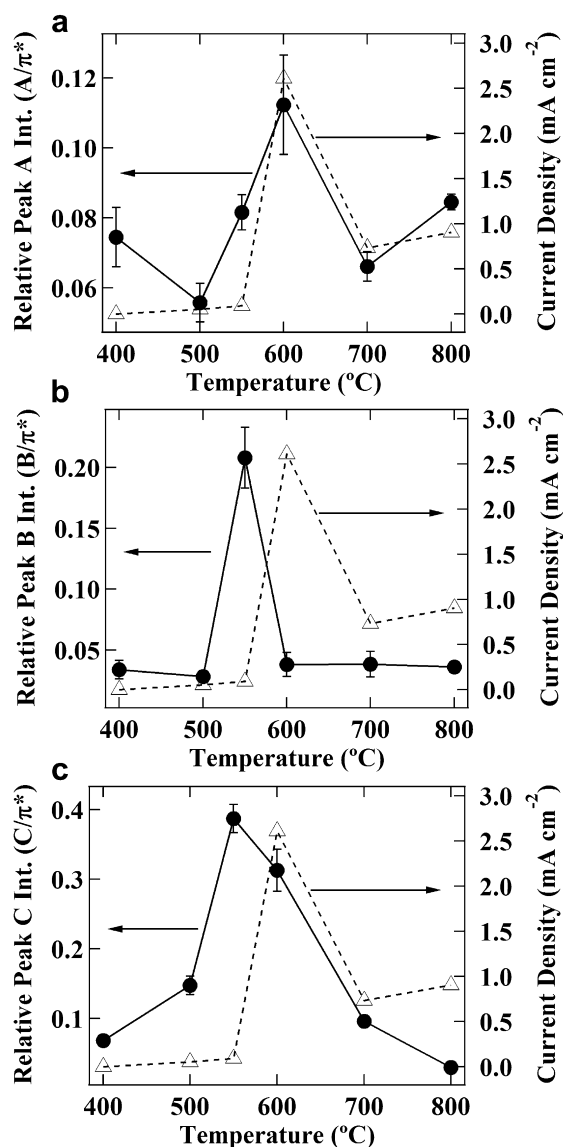 a
Relative Peak A Int. (A/π*)
0.12
0.10
0.08
0.06
3.0
2.5
2.0
1.5
1.0
0.5
0.0
Current Density (mA cm⁻²)
400 500 600 700 800
Temperature (ºC)
b
Relative Peak B Int. (B/π*)
0.20
0.15
0.10
0.05
3.0
2.5
2.0
1.5
1.0
0.5
0.0
Current Density (mA cm⁻²)
400 500 600 700 800
Temperature (ºC)
c
Relative Peak C Int. (C/π*)
0.4
0.3
0.2
0.1
3.0
2.5
2.0
1.5
1.0
0.5
0.0
Current Density (mA cm⁻²)
400 500 600 700 800
Temperature (ºC)